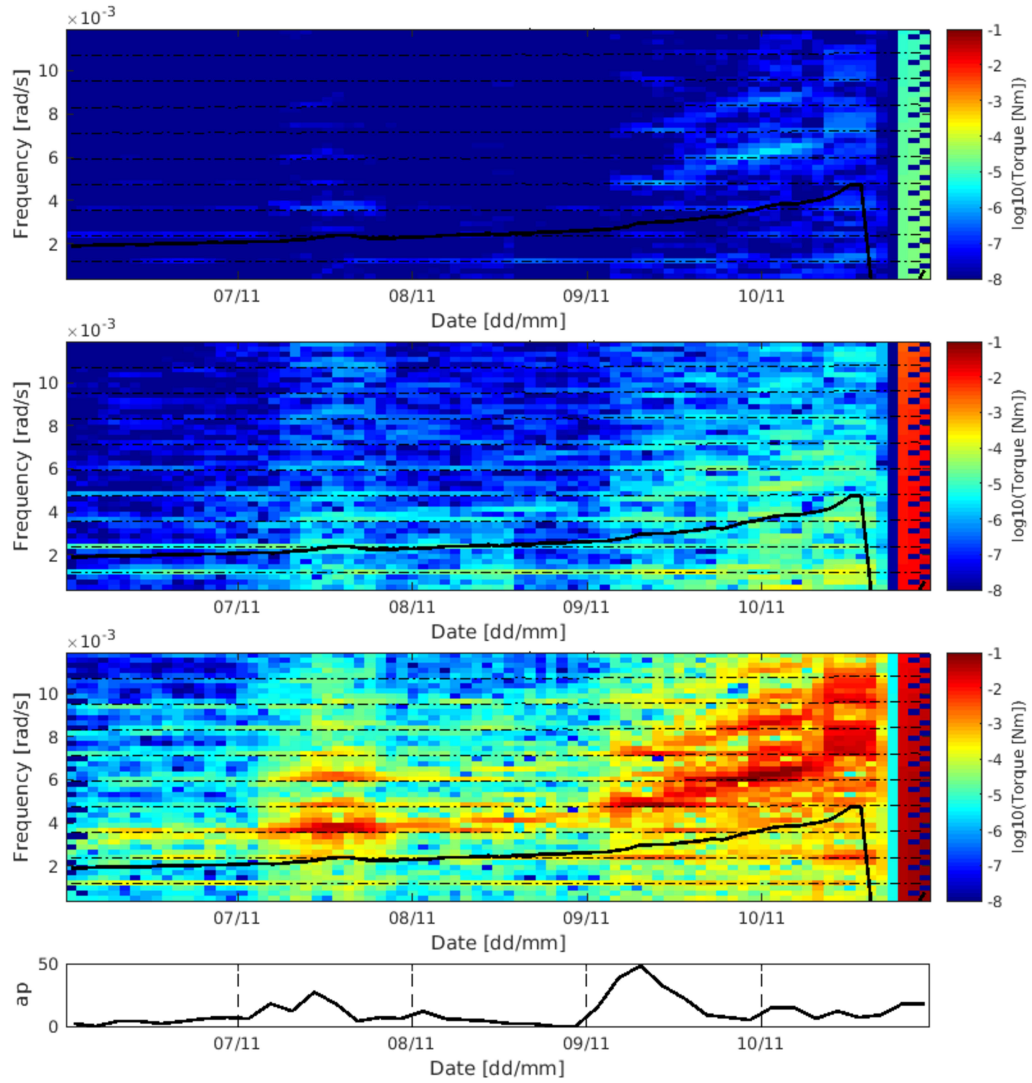 ×10-3
10
8
6
4
2
Frequency [rad/s]
07/11 08/11 09/11 10/11
Date [dd/mm]
-1
-2
-3
-4
-5
-6
-7
-8
log10(Torque [Nm])
×10-3
10
8
6
4
2
Frequency [rad/s]
07/11 08/11 09/11 10/11
Date [dd/mm]
-1
-2
-3
-4
-5
-6
-7
-8
log10(Torque [Nm])
×10-3
10
8
6
4
2
Frequency [rad/s]
07/11 08/11 09/11 10/11
Date [dd/mm]
-1
-2
-3
-4
-5
-6
-7
-8
log10(Torque [Nm])
50
0
ap
07/11 08/11 09/11 10/11
Date [dd/mm]